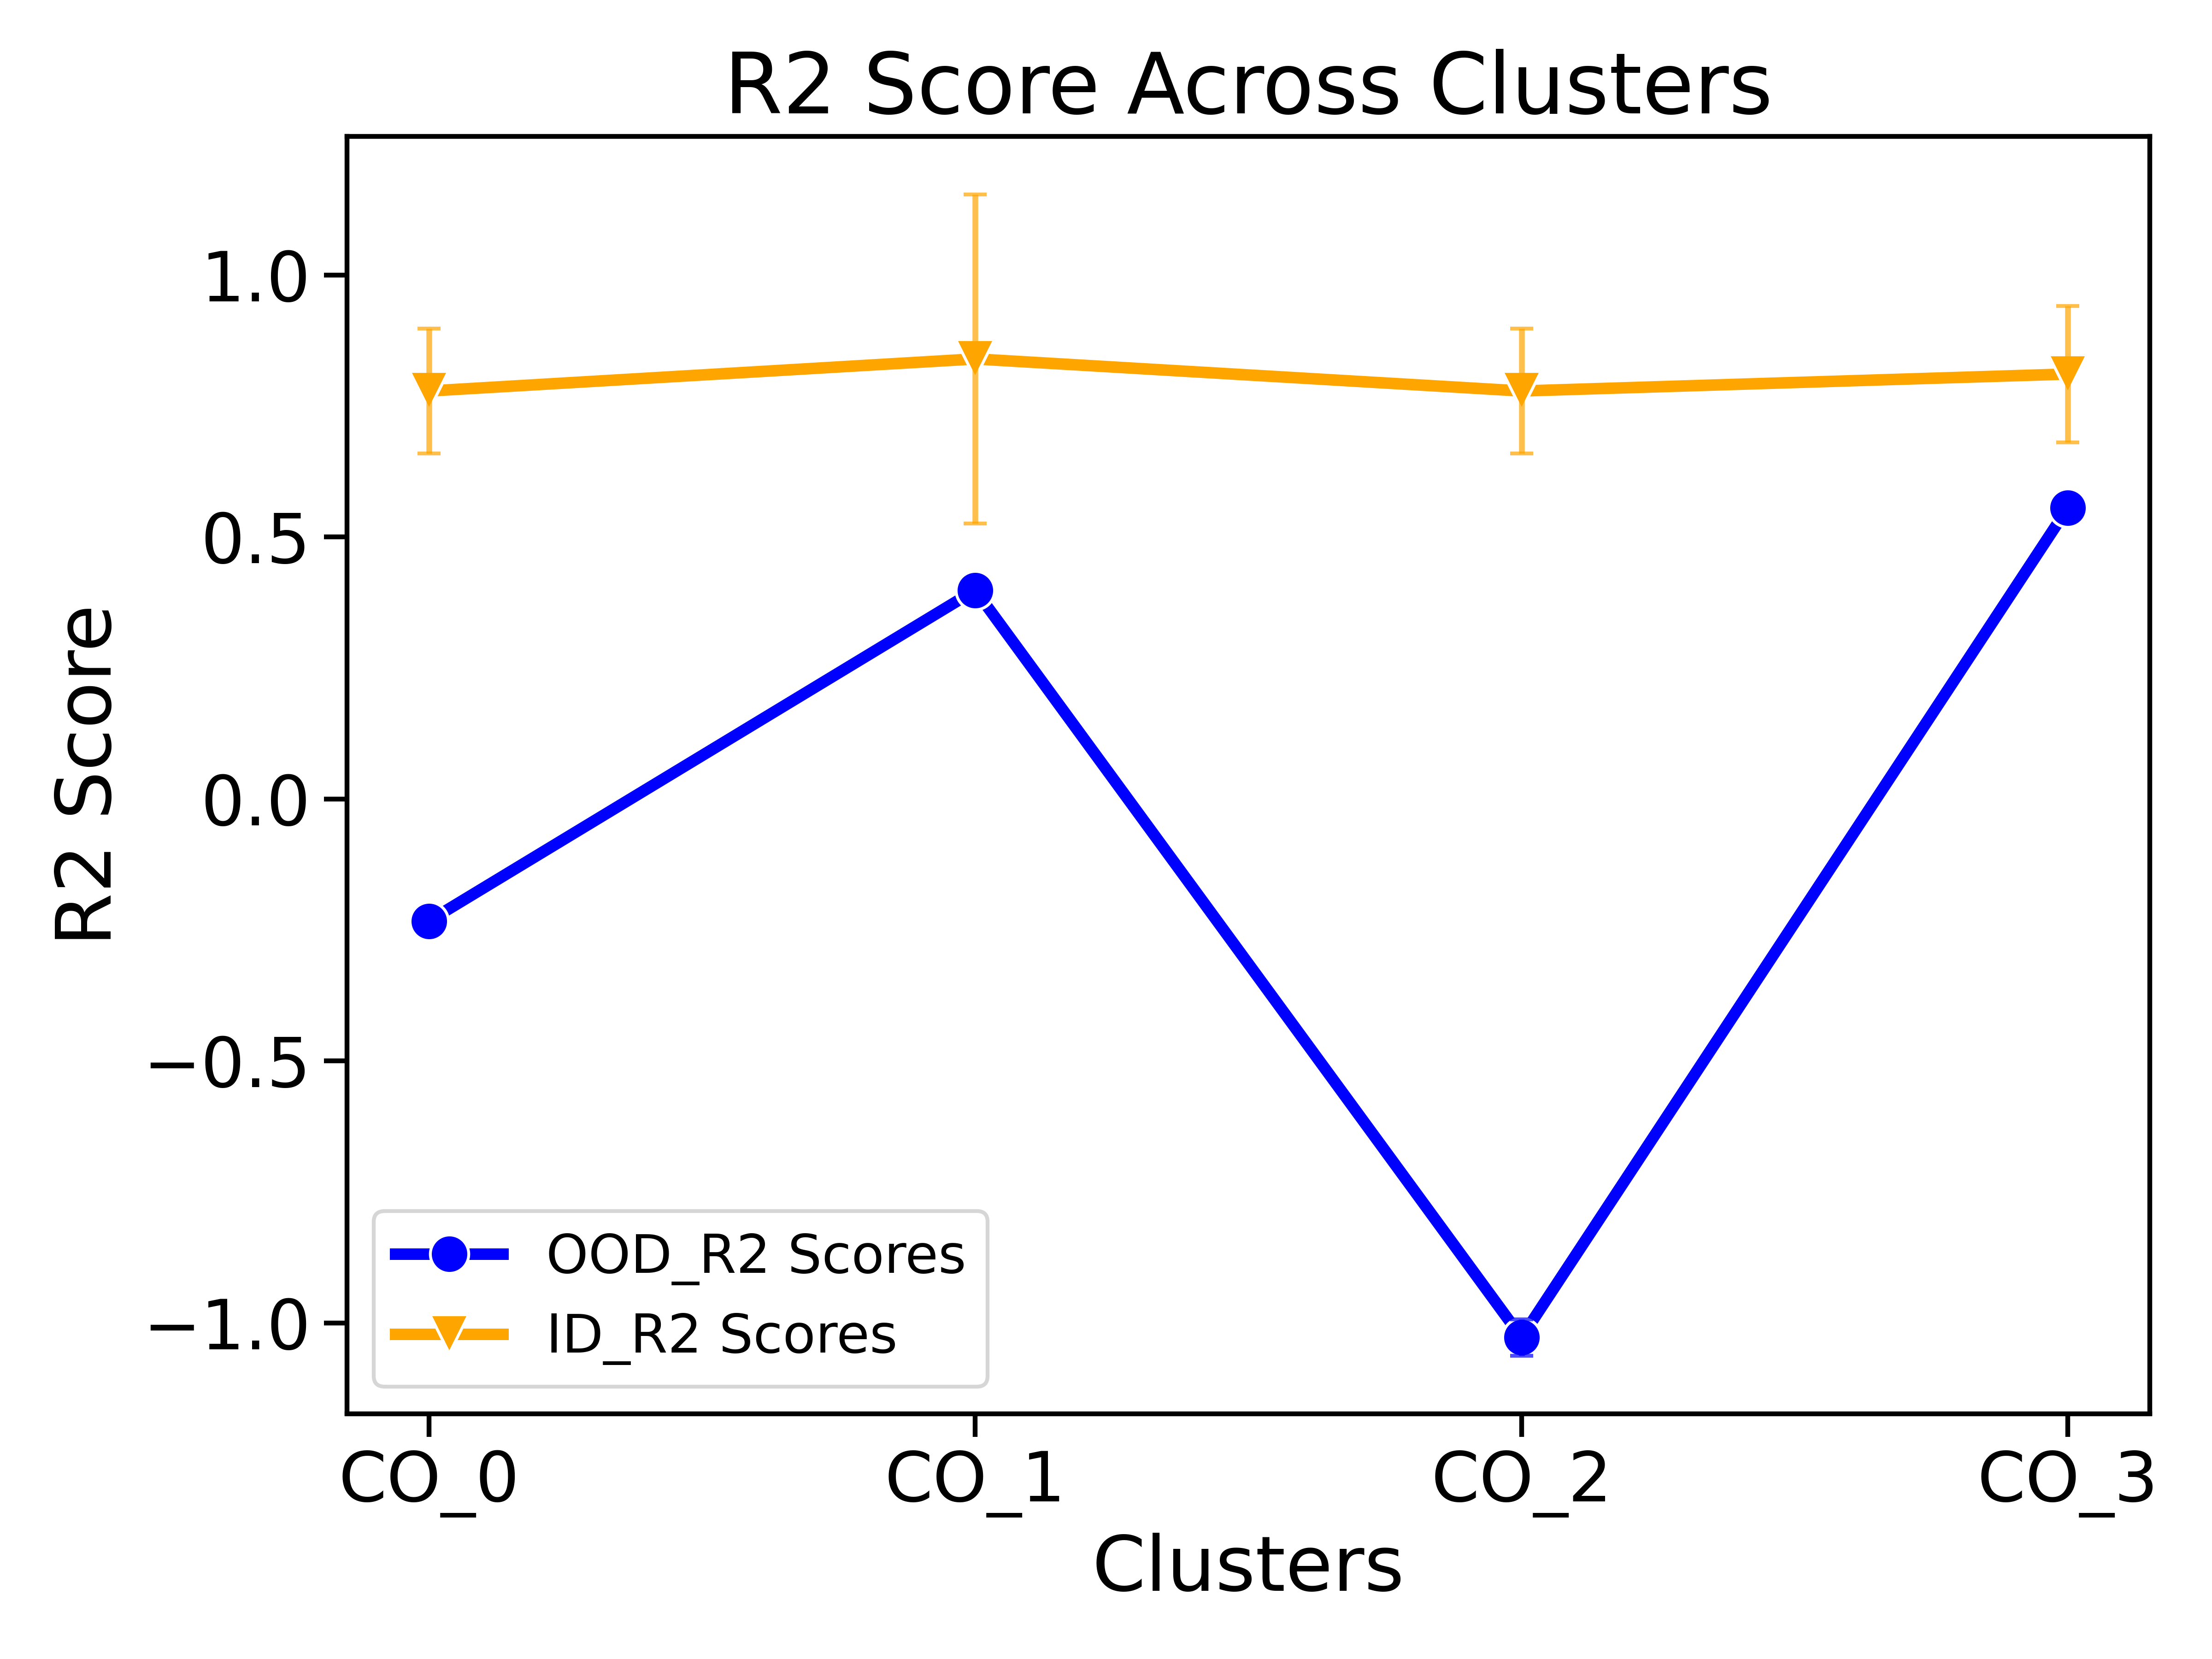 R2 Score Across Clusters
1.0
0.5
0.0
−0.5
−1.0
R2 Score
OOD_R2 Scores
ID_R2 Scores
CO_0 CO_1 CO_2 CO_3
Clusters